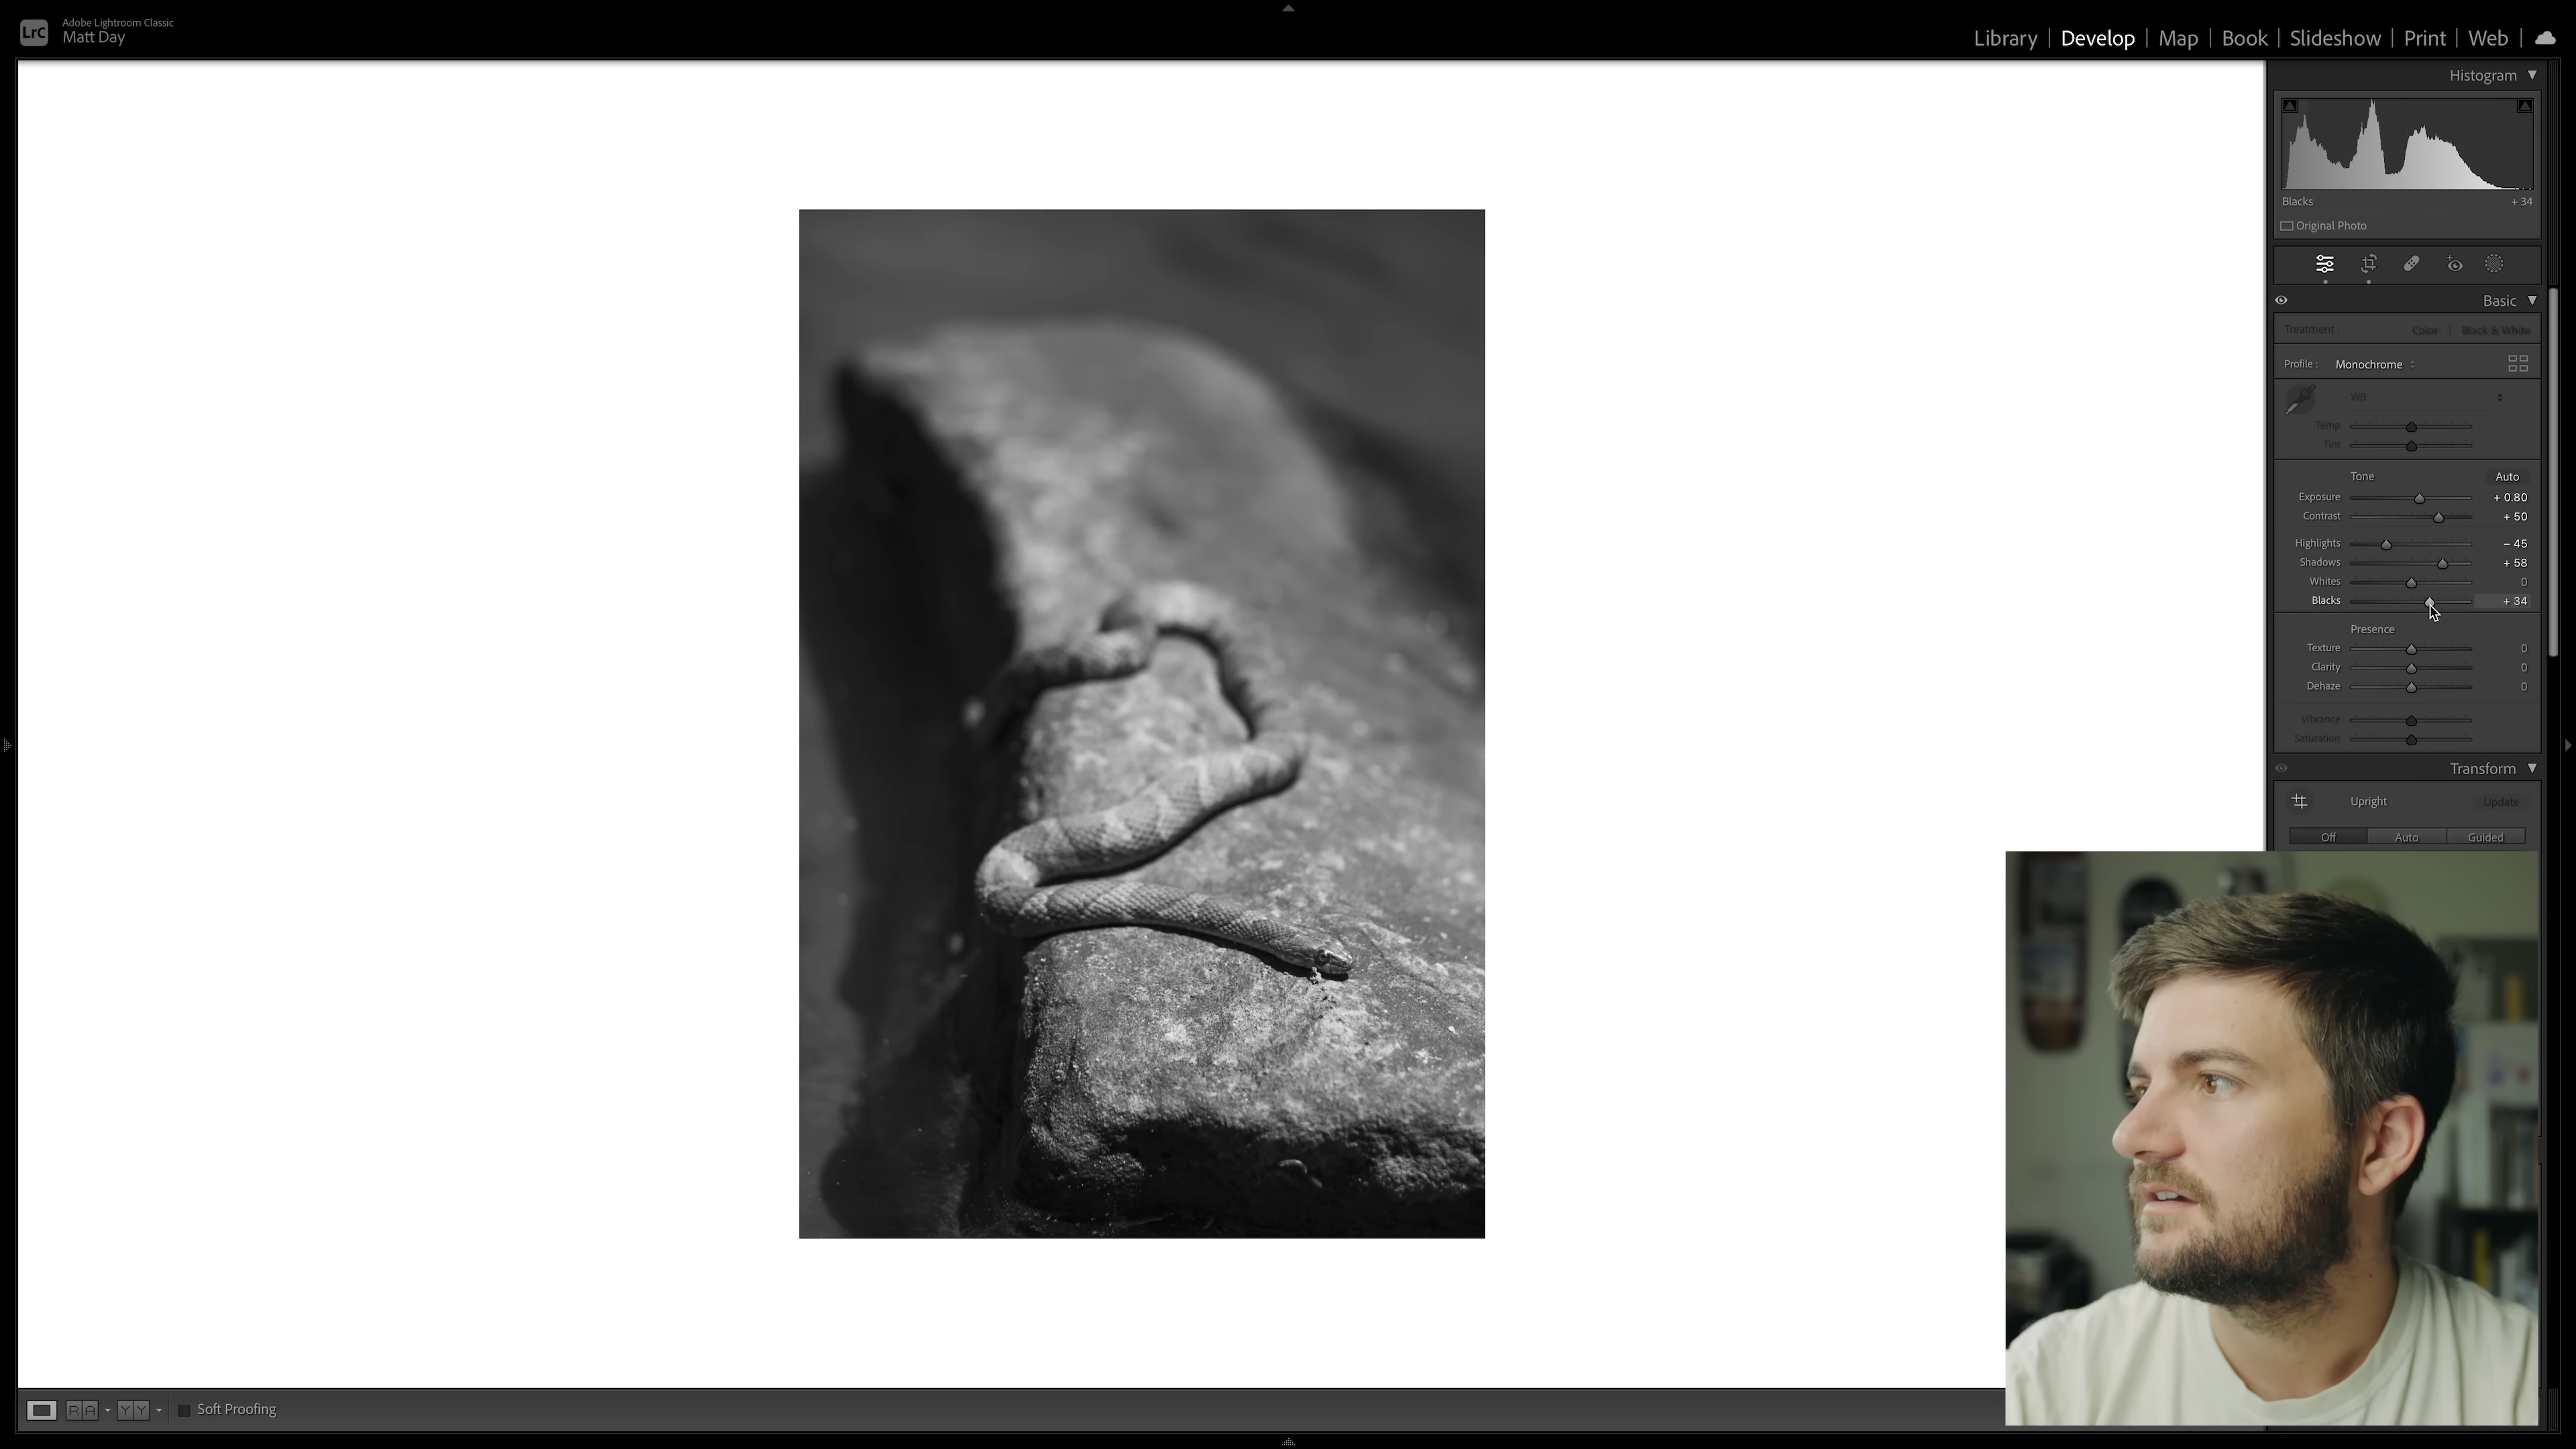 LrC
Adobe Lightroom Classic
Matt Day
Library | Develop | Map | Book | Slideshow | Print | Web |
Histogram
Blacks + 34
Original Photo
Basic
Treatment : Color | Black & White
Profile : Monochrome
WB
Temp
Tint
Tone Auto
Exposure + 0.80
Contrast + 50
Highlights – 45
Shadows + 58
Whites 0
Blacks + 34
Presence
Texture 0
Clarity 0
Dehaze 0
Vibrance
Saturation
Transform
Upright Update
Off Auto Guided
R A Y Y Soft Proofing